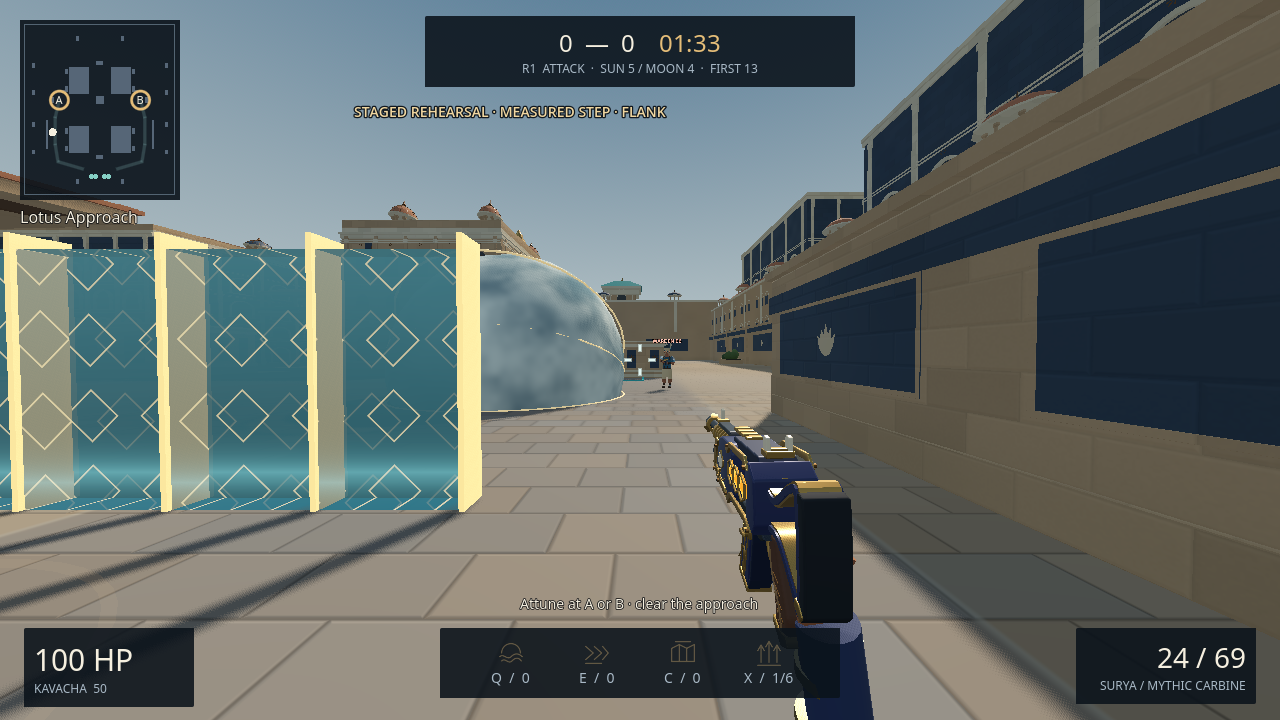 0 — 0 01:33
R1 ATTACK · SUN 5 / MOON 4 · FIRST 13
STAGED REHEARSAL · MEASURED STEP · FLANK
A
B
Lotus Approach
Attune at A or B · clear the approach
100 HP
KAVACHA 50
Q / 0
E / 0
C / 0
X / 1/6
24 / 69
SURYA / MYTHIC CARBINE